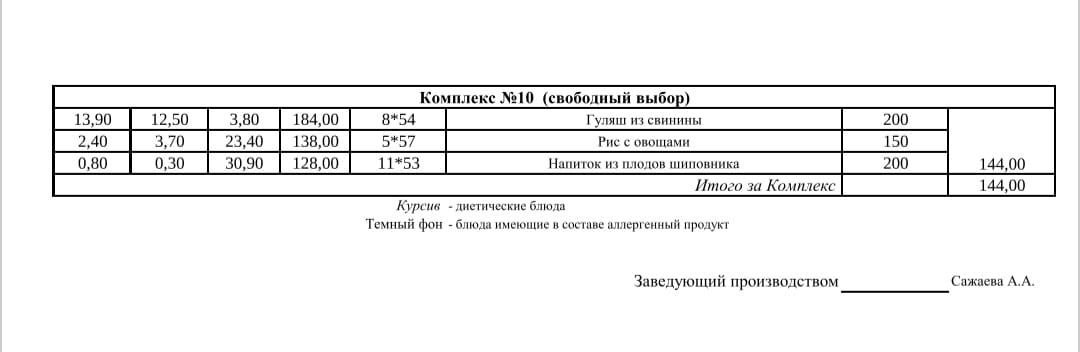 Комплекс №10 (свободный выбор)
13,90 12,50 3,80 184,00 8*54 Гуляш из свинины 200
2,40 3,70 23,40 138,00 5*57 Рис с овощами 150
0,80 0,30 30,90 128,00 11*53 Напиток из плодов шиповника 200 144,00
Итого за Комплекс 144,00
Курсив - диетические блюда
Темный фон - блюда имеющие в составе аллергенный продукт
Заведующий производством Сажаева А.А.